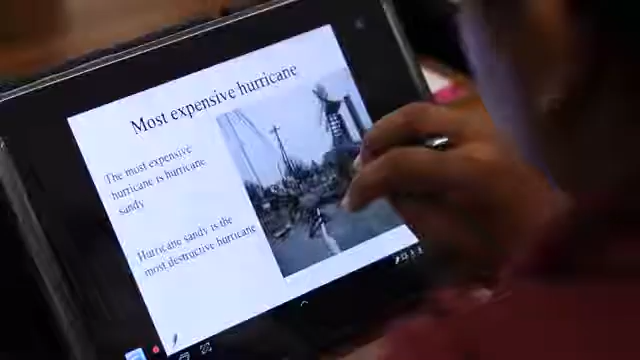 Most expensive hurricane
The most expensive
hurricane is hurricane
sandy
Hurricane sandy is the
most destructive hurricane